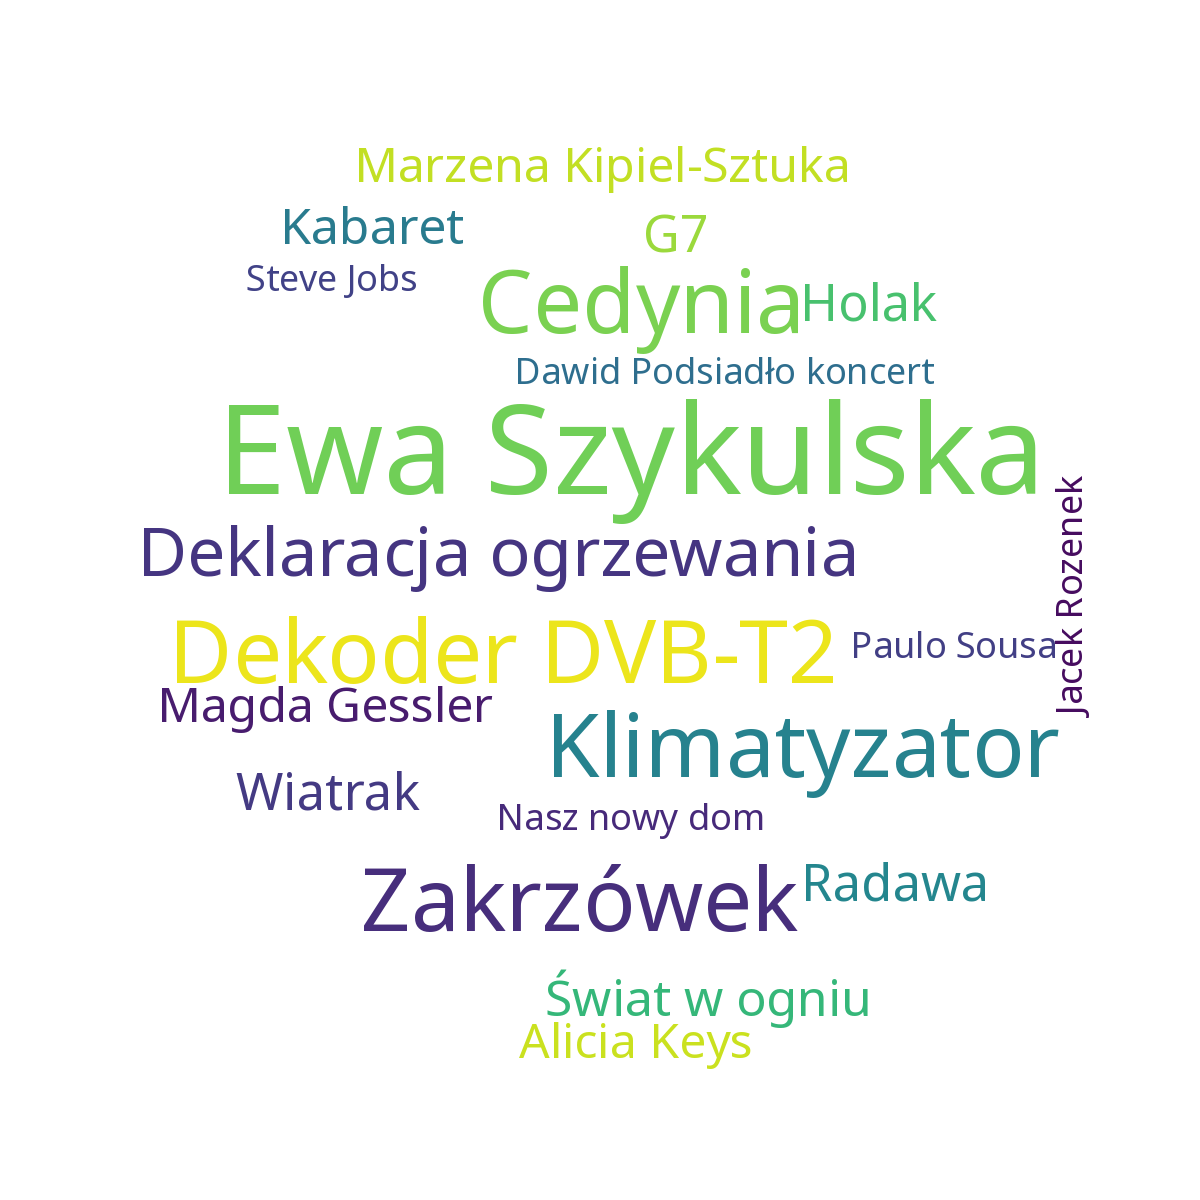 Marzena Kipiel-Sztuka
Kabaret
G7
Steve Jobs
Cedynia
Holak
Dawid Podsiadło koncert
Ewa Szykulska
Deklaracja ogrzewania
Jacek Rozenek
Dekoder DVB-T2
Paulo Sousa
Magda Gessler
Klimatyzator
Wiatrak
Nasz nowy dom
Zakrzówek
Radawa
Świat w ogniu
Alicia Keys